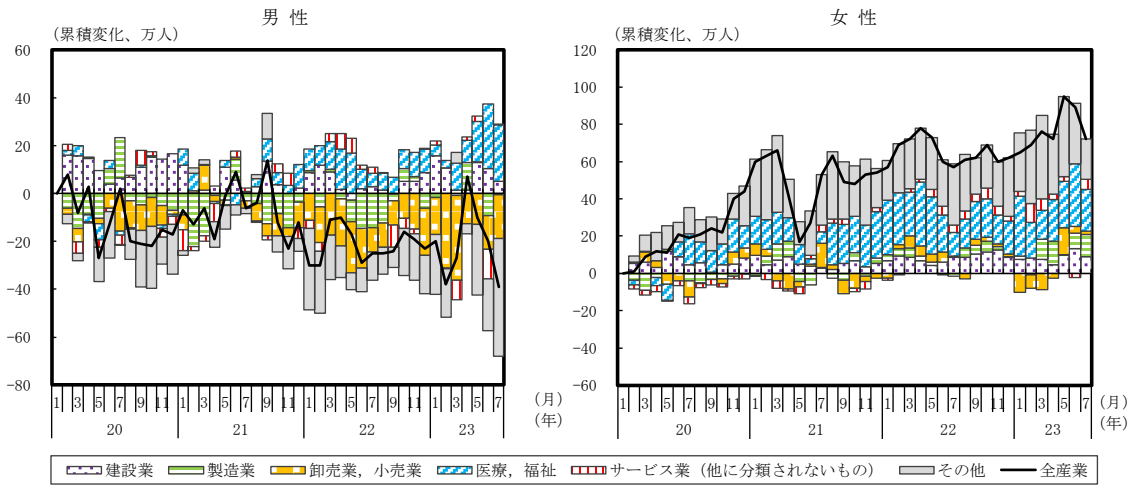 男 性
(累積変化、万人)
60
40
20
0
−20
−40
−60
−80
1 3 5 7 9 11 1 3 5 7 9 11 1 3 5 7 9 11 1 3 5 7 (月)
20 21 22 23 (年)
女 性
(累積変化、万人)
120
100
80
60
40
20
0
−20
−40
−60
1 3 5 7 9 11 1 3 5 7 9 11 1 3 5 7 9 11 1 3 5 7 (月)
20 21 22 23 (年)
建設業 製造業 卸売業，小売業 医療，福祉 サービス業（他に分類されないもの） その他 全産業